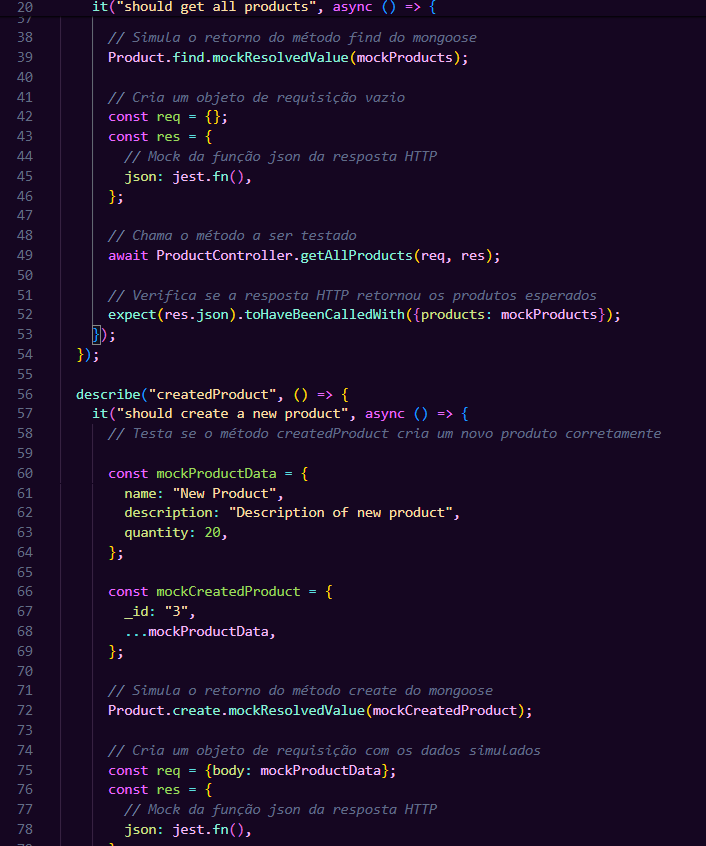 20 it("should get all products", async () => {
37
38 // Simula o retorno do método find do mongoose
39 Product.find.mockResolvedValue(mockProducts);
40
41 // Cria um objeto de requisição vazio
42 const req = {};
43 const res = {
44 // Mock da função json da resposta HTTP
45 json: jest.fn(),
46 };
47
48 // Chama o método a ser testado
49 await ProductController.getAllProducts(req, res);
50
51 // Verifica se a resposta HTTP retornou os produtos esperados
52 expect(res.json).toHaveBeenCalledWith({products: mockProducts});
53 });
54 });
55
56 describe("createdProduct", () => {
57 it("should create a new product", async () => {
58 // Testa se o método createdProduct cria um novo produto corretamente
59
60 const mockProductData = {
61 name: "New Product",
62 description: "Description of new product",
63 quantity: 20,
64 };
65
66 const mockCreatedProduct = {
67 _id: "3",
68 ...mockProductData,
69 };
70
71 // Simula o retorno do método create do mongoose
72 Product.create.mockResolvedValue(mockCreatedProduct);
73
74 // Cria um objeto de requisição com os dados simulados
75 const req = {body: mockProductData};
76 const res = {
77 // Mock da função json da resposta HTTP
78 json: jest.fn(),